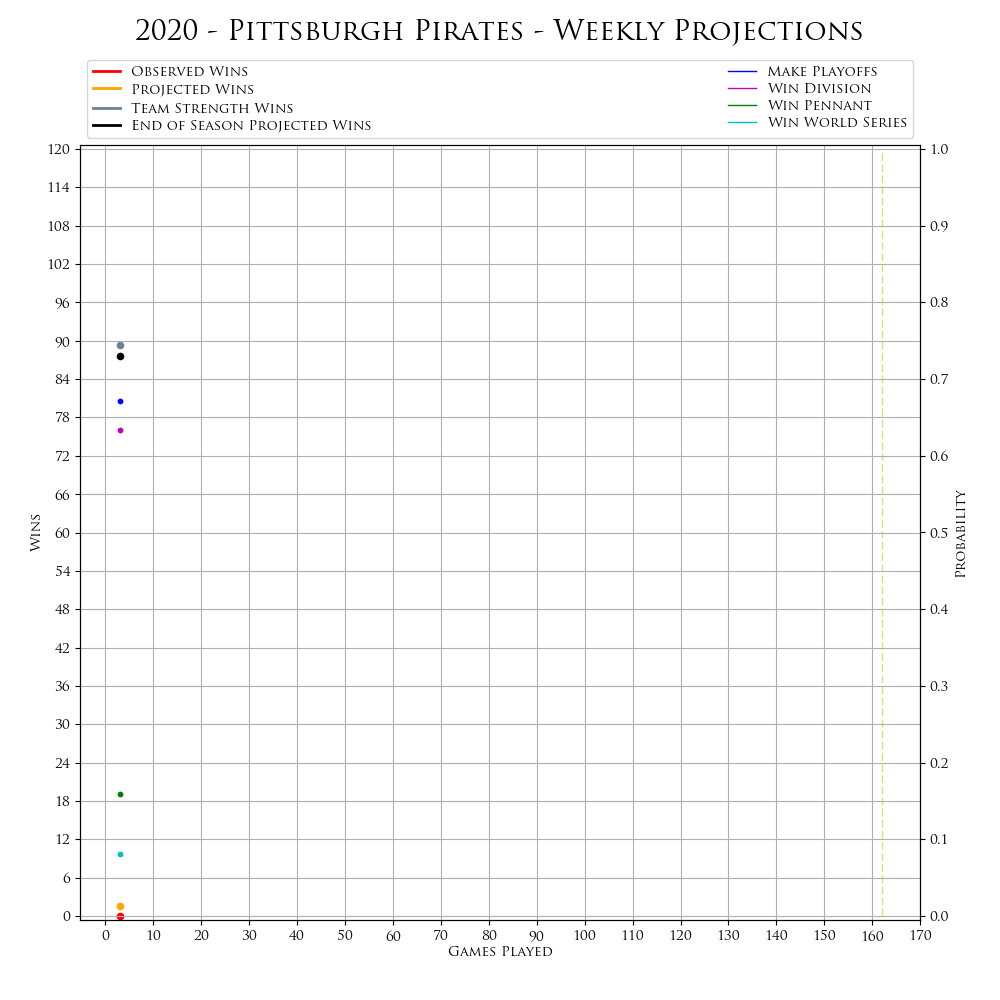 2020 - Pittsburgh Pirates - Weekly Projections
Observed Wins
Projected Wins
Team Strength Wins
End of Season Projected Wins
Make Playoffs
Win Division
Win Pennant
Win World Series
120
114
108
102
96
90
84
78
72
66
60
54
48
42
36
30
24
18
12
6
0
Wins
1.0
0.9
0.8
0.7
0.6
0.5
0.4
0.3
0.2
0.1
0.0
Probability
0 10 20 30 40 50 60 70 80 90 100 110 120 130 140 150 160 170
Games Played